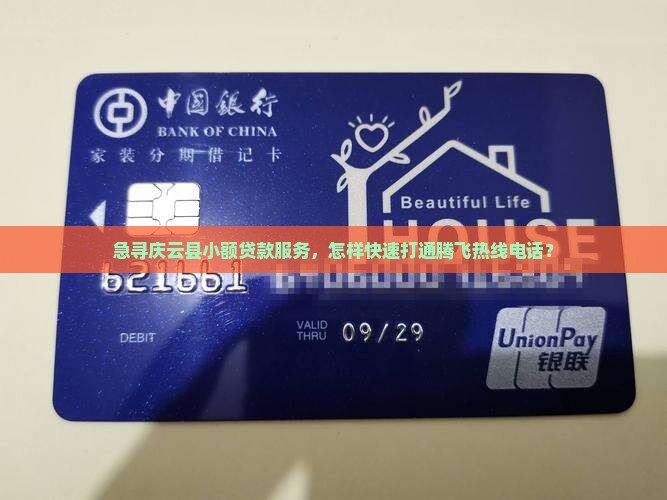 中国银行
BANK OF CHINA
家装分期借记卡
Beautiful Life
HOUSE
急寻庆云县小额贷款服务，怎样快速打通腾飞热线电话？
621661
DEBIT
VALID THRU 09/29
UnionPay
银联